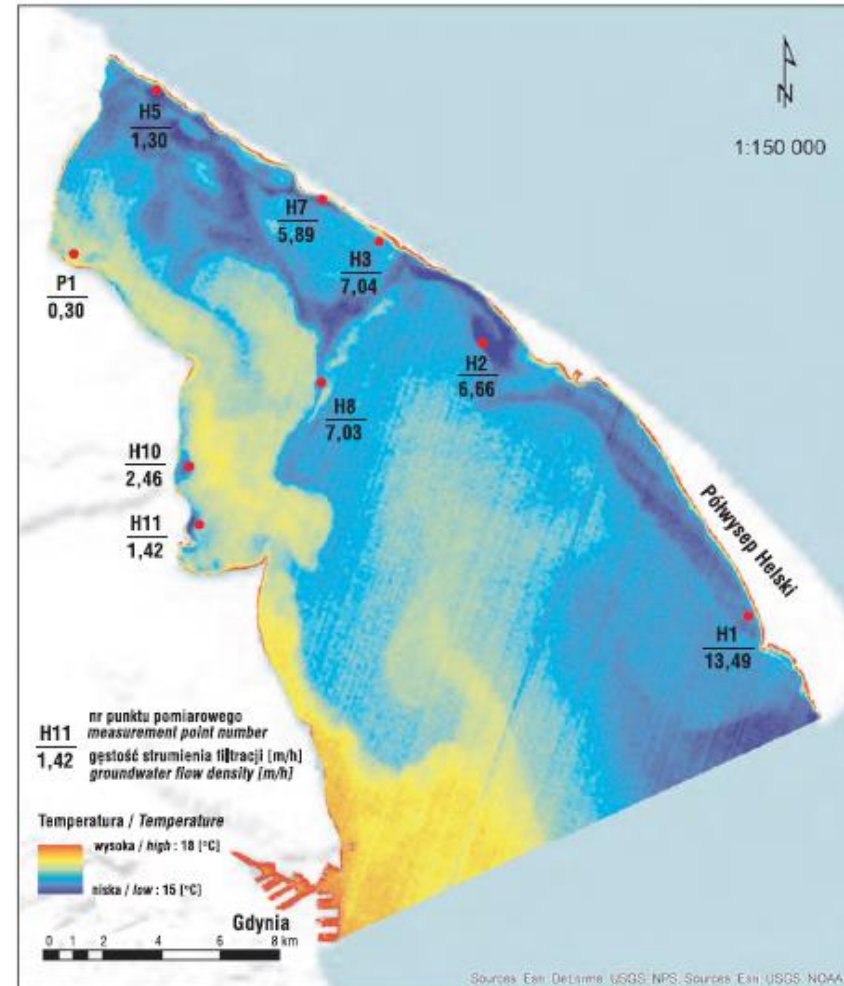 N
1:150 000
H5
1,30
H7
5,89
H3
7,04
P1
0,30
H2
6,66
H8
7,03
H10
2,46
H11
1,42
Półwysep Helski
H1
13,49
H11
1,42
nr punktu pomiarowego
measurement point number
gęstość strumienia filtracji [m/h]
groundwater flow density [m/h]
Temperatura / Temperature
wysoka / high : 18 [°C]
niska / low : 15 [°C]
Gdynia
0 1 2 4 6 8 km
Sources: Esri, DeLorme, USGS, NPS, Sources: Esri, USGS, NOAA